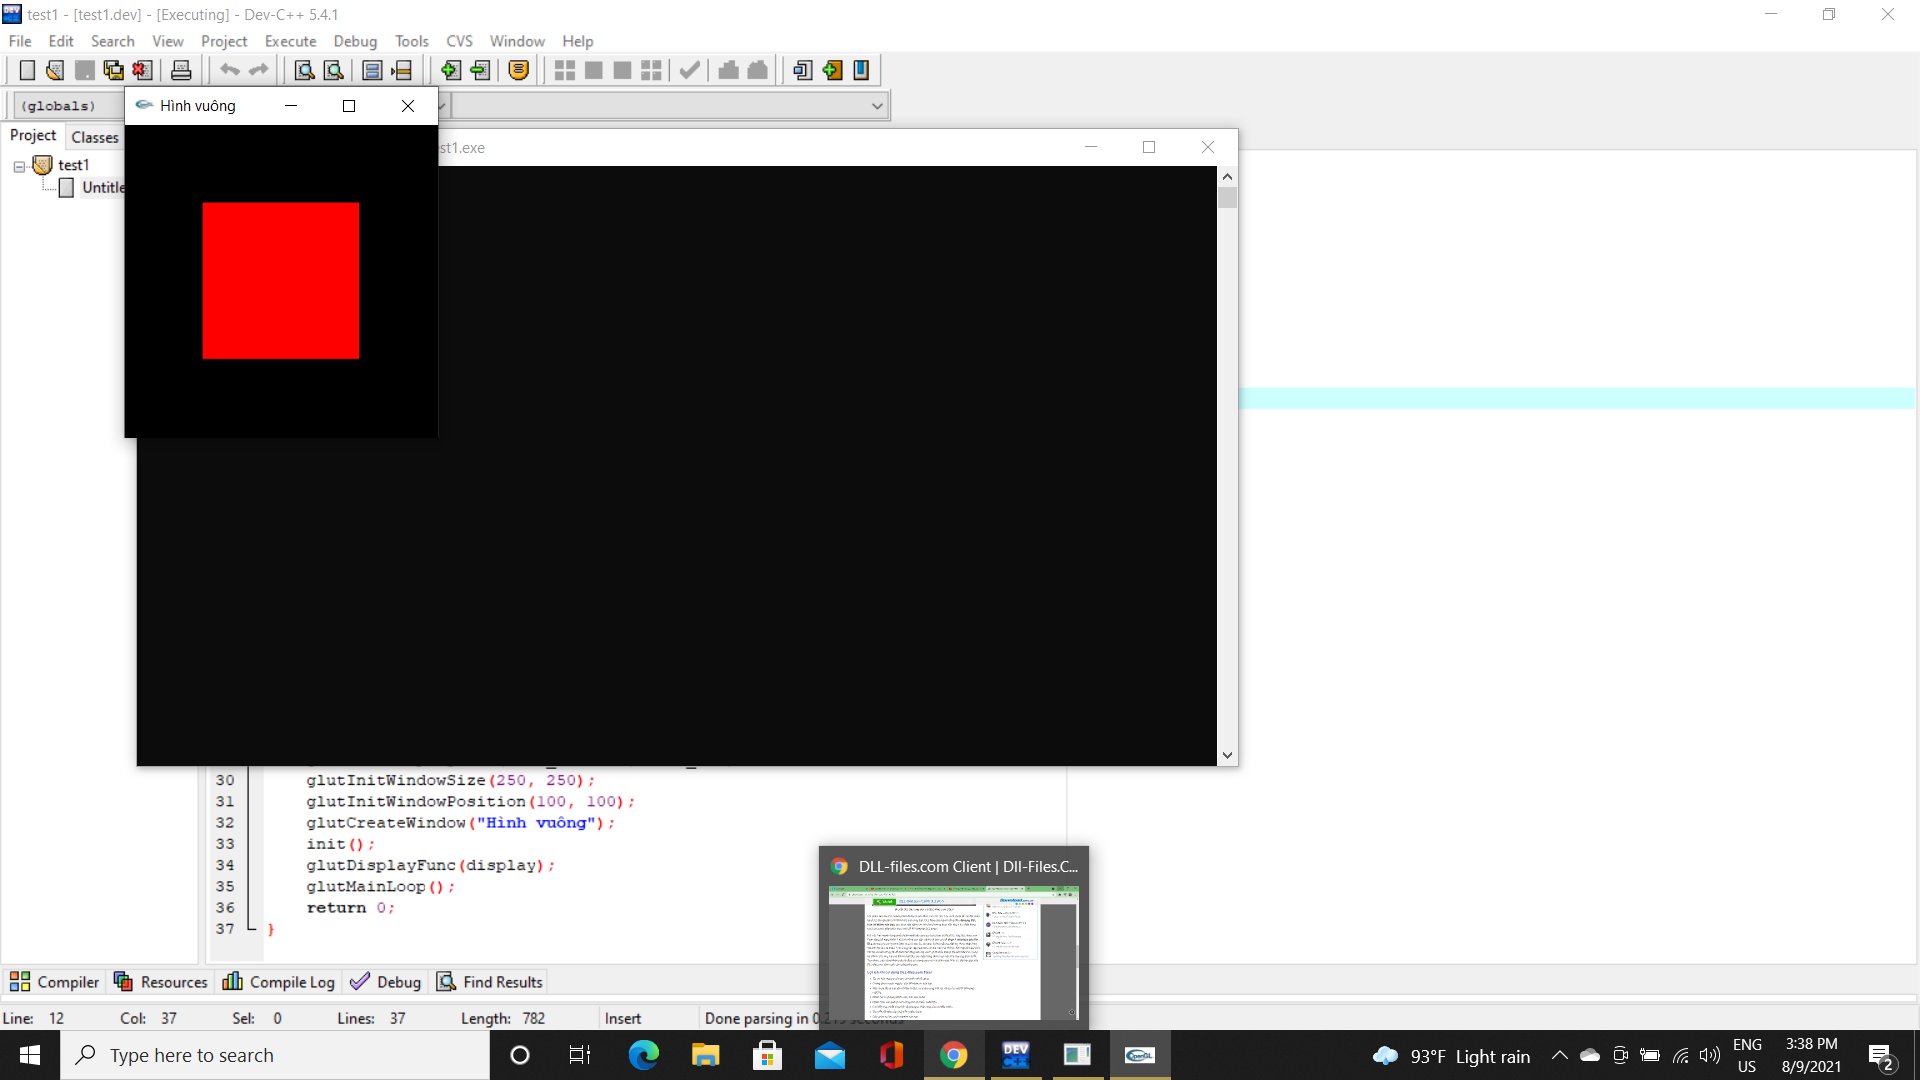 test1 - [test1.dev] - [Executing] - Dev-C++ 5.4.1
File Edit Search View Project Execute Debug Tools CVS Window Help
(globals)
Hình vuông
st1.exe
Project Classes
test1
Untitle
30 glutInitWindowSize(250, 250);
31 glutInitWindowPosition(100, 100);
32 glutCreateWindow("Hình vuông");
33 init();
34 glutDisplayFunc(display);
35 glutMainLoop();
36 return 0;
37 }
DLL-files.com Client | Dll-Files.C...
Compiler Resources Compile Log Debug Find Results
Line: 12 Col: 37 Sel: 0 Lines: 37 Length: 782 Insert Done parsing in 0.219 seconds
Type here to search
DEV C++
OpenGL
93°F Light rain
ENG
US
3:38 PM
8/9/2021
2